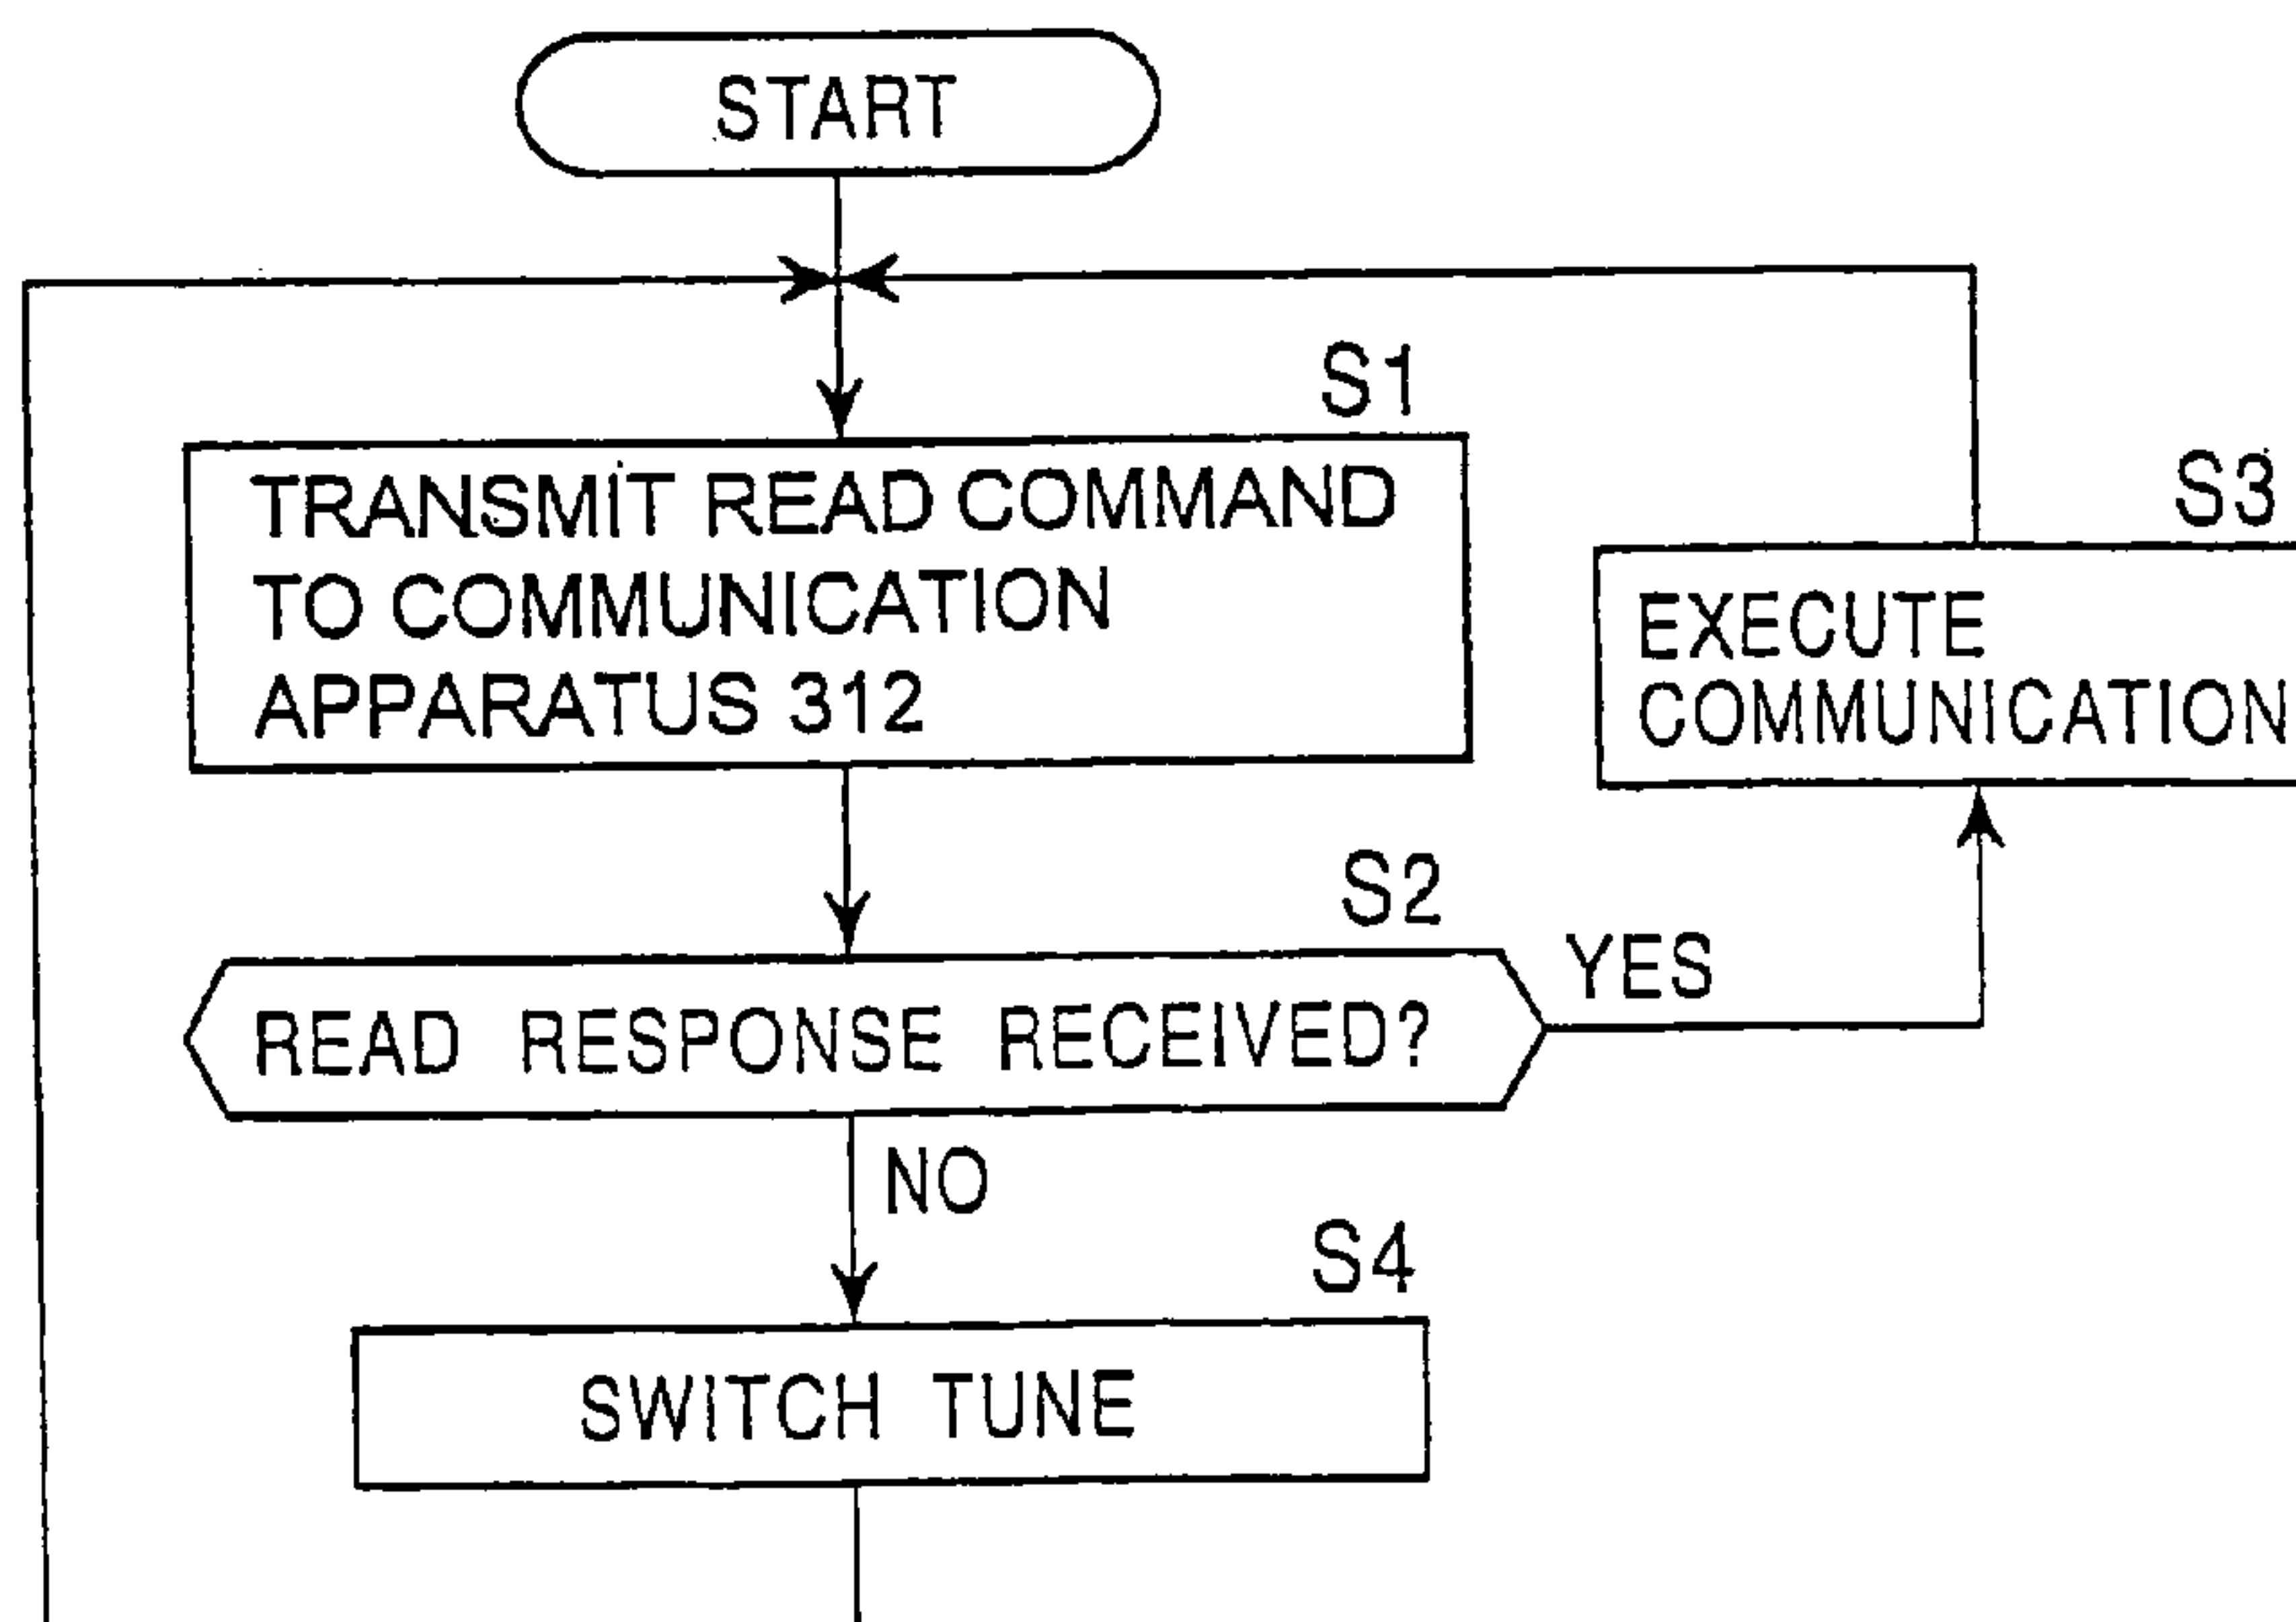 START
S1
TRANSMIT READ COMMAND
TO COMMUNICATION
APPARATUS 312
S3
EXECUTE
COMMUNICATION
S2
READ RESPONSE RECEIVED?
YES
NO
S4
SWITCH TUNE